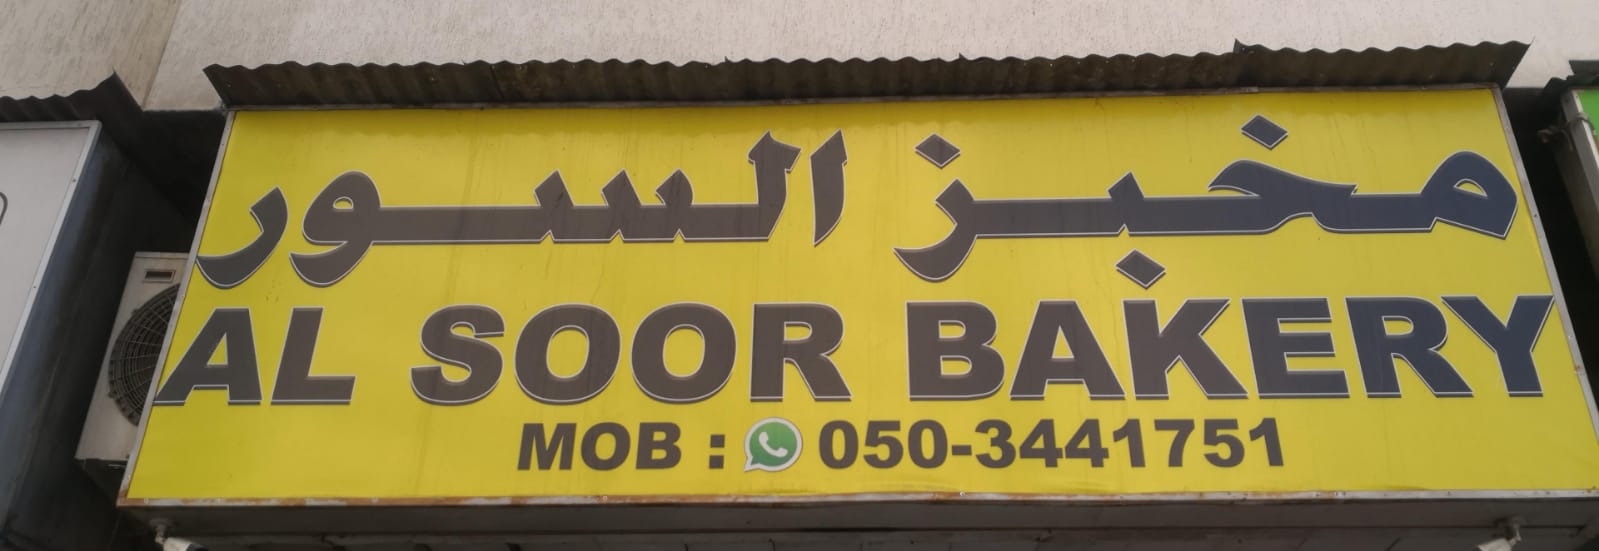 مخبز السور
AL SOOR BAKERY
MOB : 050-3441751